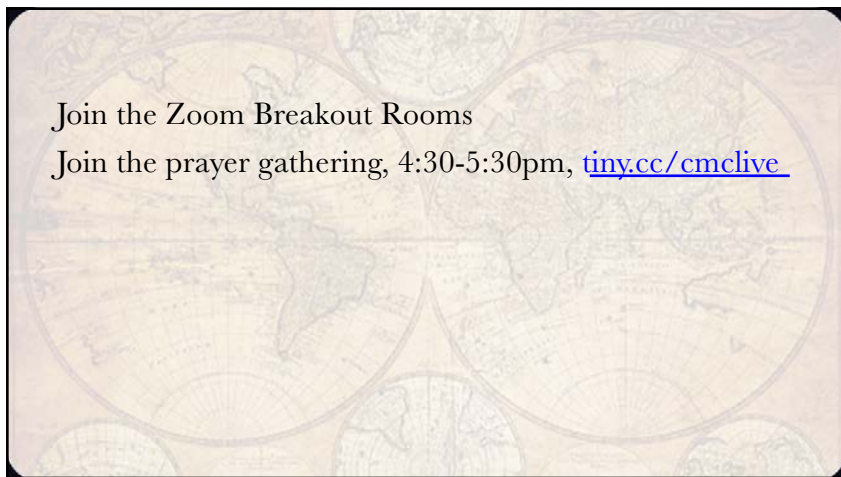 Join the Zoom Breakout Rooms
Join the prayer gathering, 4:30-5:30pm, tiny.cc/cmclive